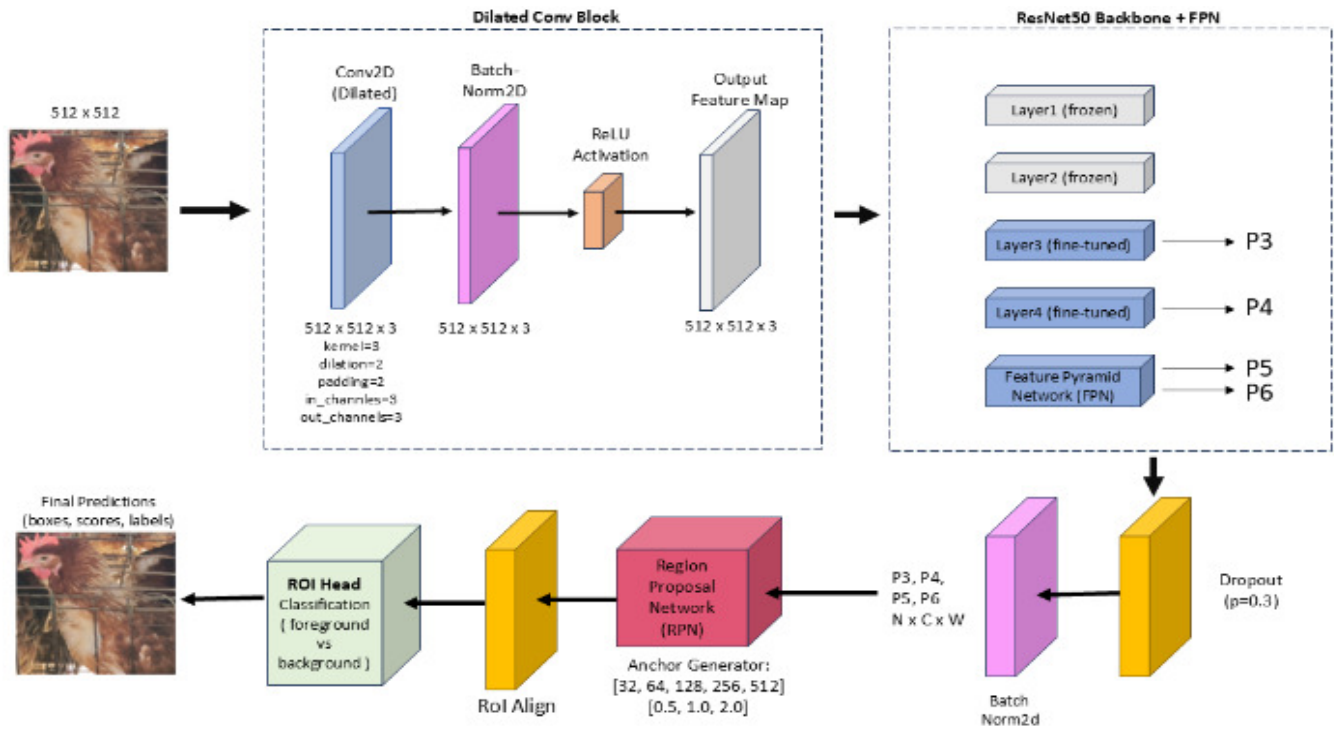 Dilated Conv Block
ResNet50 Backbone + FPN
512 x 512
Conv2D
(Dilated)
Batch-
Norm2D
ReLU
Activation
Output
Feature Map
512 x 512 x 3
kernel=3
dilation=2
padding=2
in_channles=3
out_channels=3
512 x 512 x 3
512 x 512 x 3
Layer1 (frozen)
Layer2 (frozen)
Layer3 (fine-tuned)
P3
Layer4 (fine-tuned)
P4
Feature Pyramid
Network (FPN)
P5
P6
Dropout
(p=0.3)
Batch
Norm2d
P3, P4,
P5, P6
N x C x W
Region
Proposal
Network
(RPN)
Anchor Generator:
[32, 64, 128, 256, 512]
[0.5, 1.0, 2.0]
RoI Align
ROI Head
Classification
( foreground
vs
background )
Final Predictions
(boxes, scores, labels)